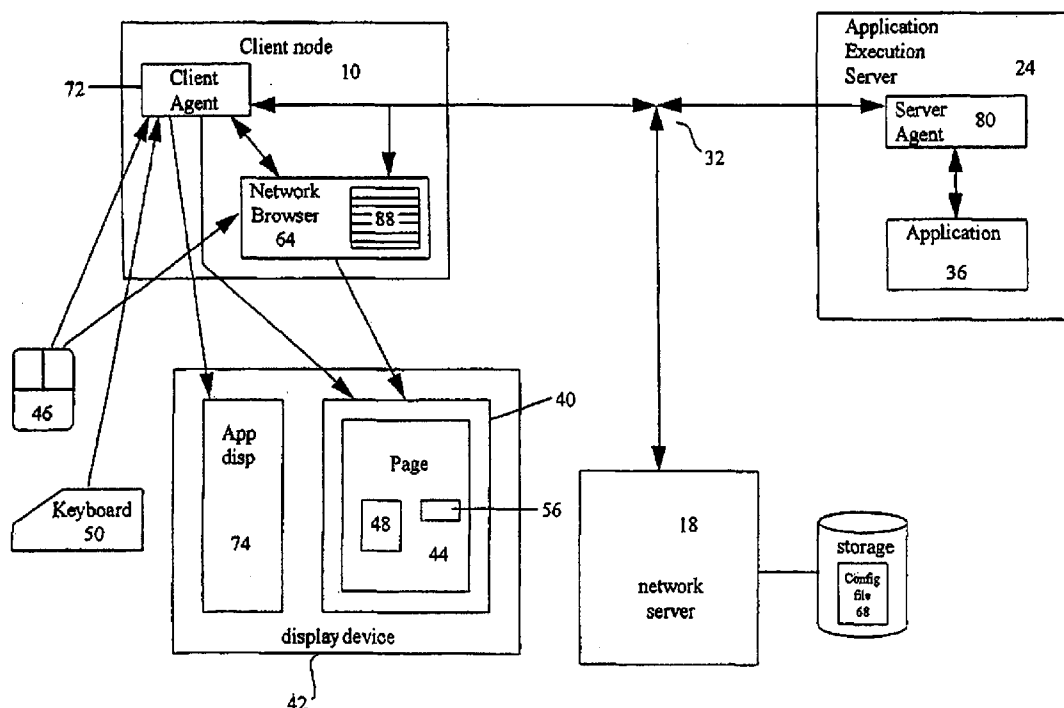 Client node
10
Client
Agent
72
Network
Browser
64
88
32
Application
Execution
Server
24
Server
Agent
80
Application
36
46
Keyboard
50
App
disp
74
Page
48
44
40
56
display device
42
18
network
server
storage
Config
file
68